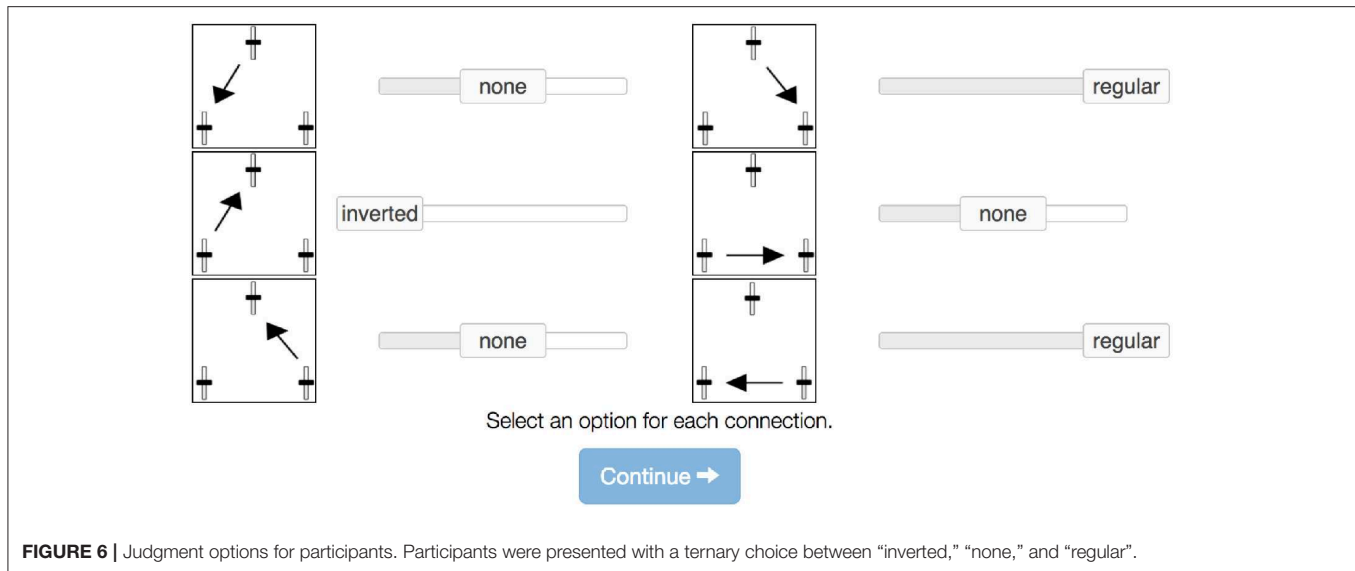 none
regular
inverted
none
none
regular
Select an option for each connection.
Continue
FIGURE 6 | Judgment options for participants. Participants were presented with a ternary choice between “inverted,” “none,” and “regular”.